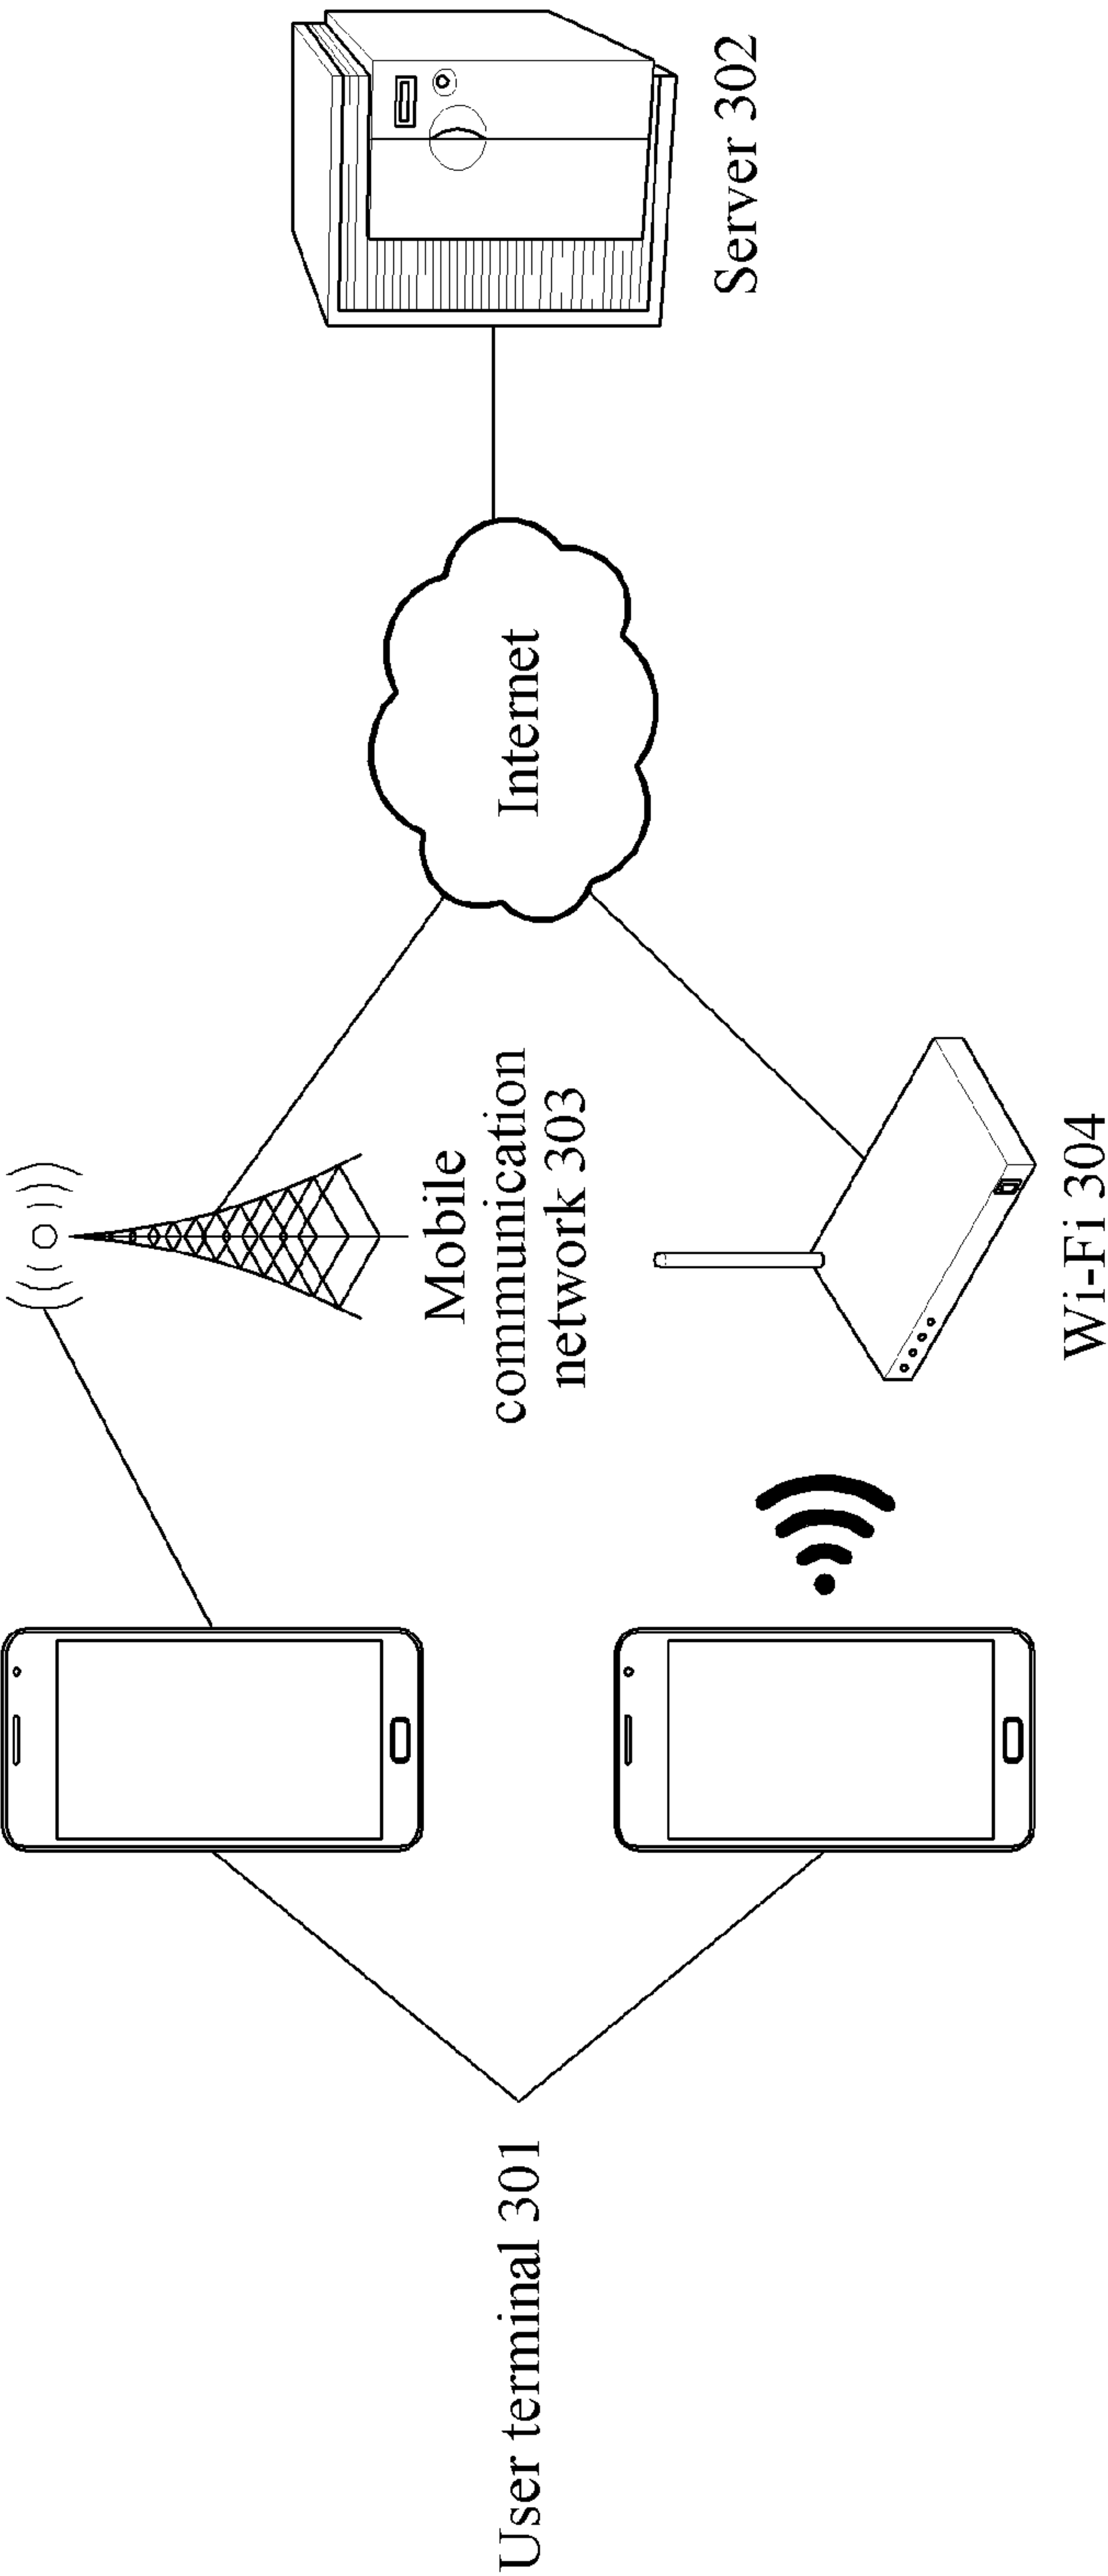 User terminal 301
Mobile
communication
network 303
Wi-Fi 304
Internet
Server 302